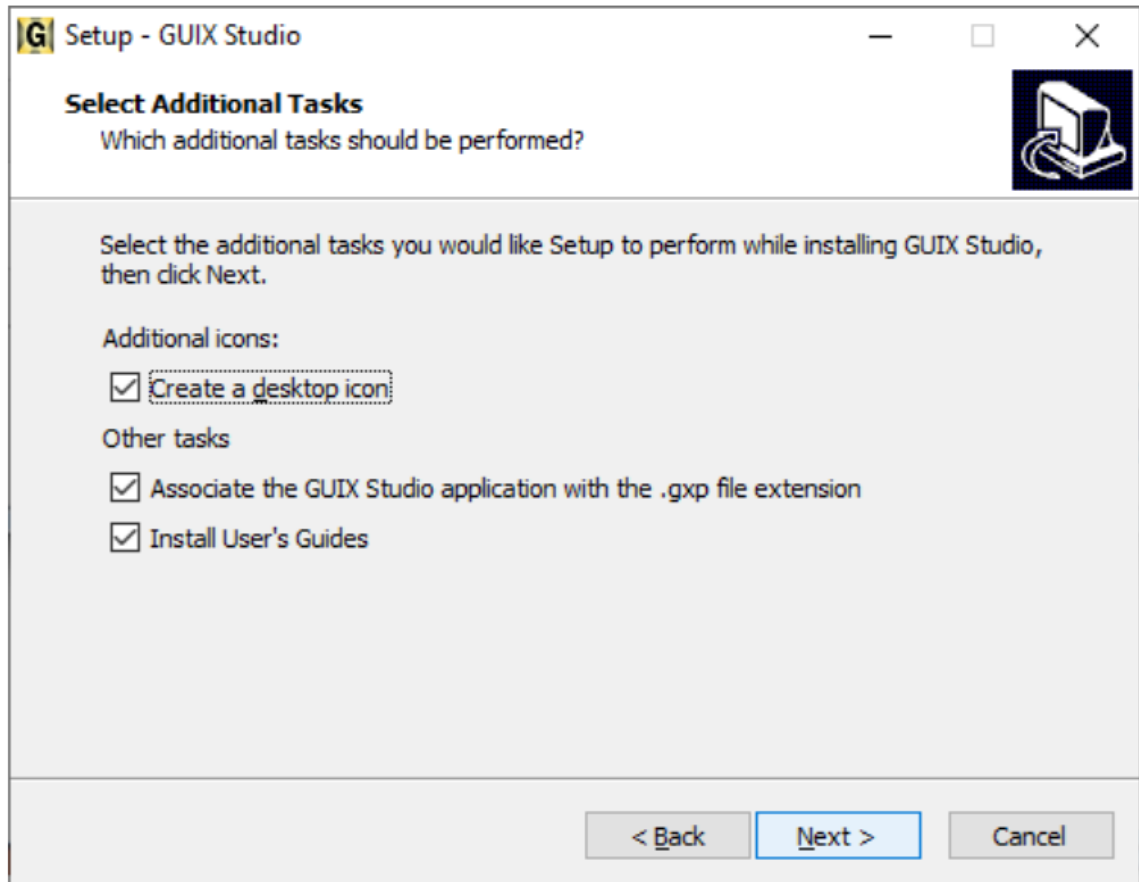 G Setup - GUIX Studio
Select Additional Tasks
Which additional tasks should be performed?
Select the additional tasks you would like Setup to perform while installing GUIX Studio,
then click Next.
Additional icons:
Create a desktop icon
Other tasks
Associate the GUIX Studio application with the .gxp file extension
Install User's Guides
< Back Next > Cancel